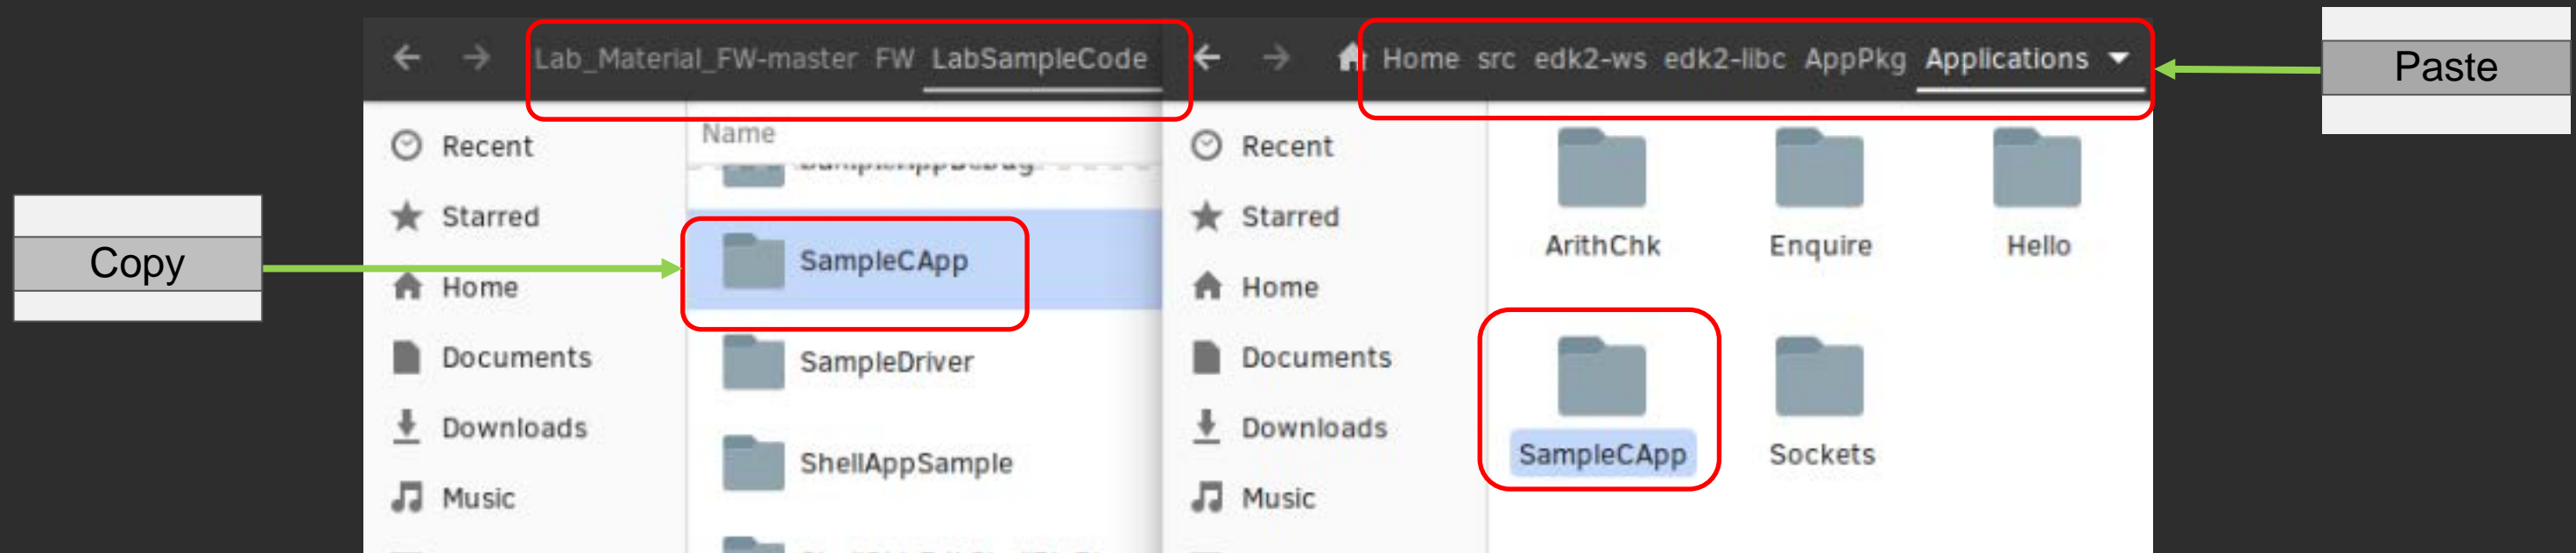 Copy
Lab_Material_FW-master FW LabSampleCode
Recent
Starred
Home
Documents
Downloads
Music
Name
SampleAppDebug
SampleCApp
SampleDriver
ShellAppSample
Home src edk2-ws edk2-libc AppPkg Applications
Recent
Starred
Home
Documents
Downloads
Music
ArithChk
Enquire
Hello
SampleCApp
Sockets
Paste